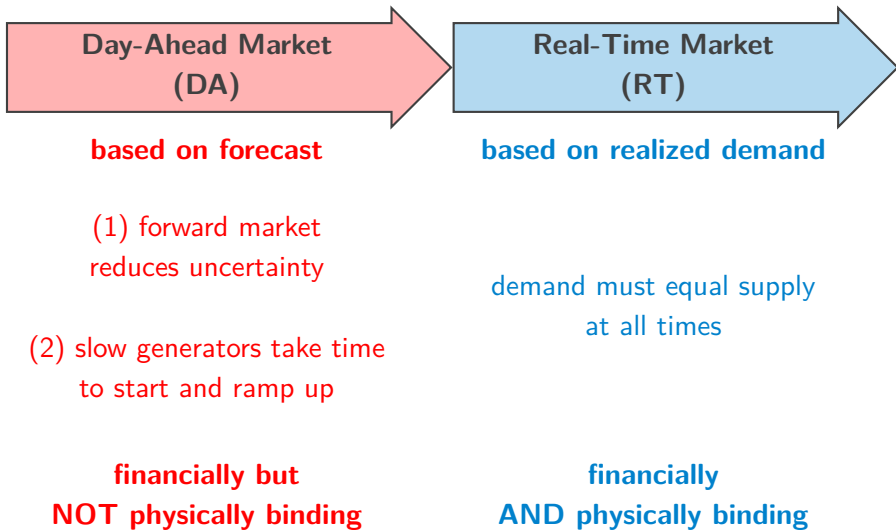 Day-Ahead Market
(DA)
based on forecast
(1) forward market
reduces uncertainty
(2) slow generators take time
to start and ramp up
financially but
NOT physically binding
Real-Time Market
(RT)
based on realized demand
demand must equal supply
at all times
financially
AND physically binding